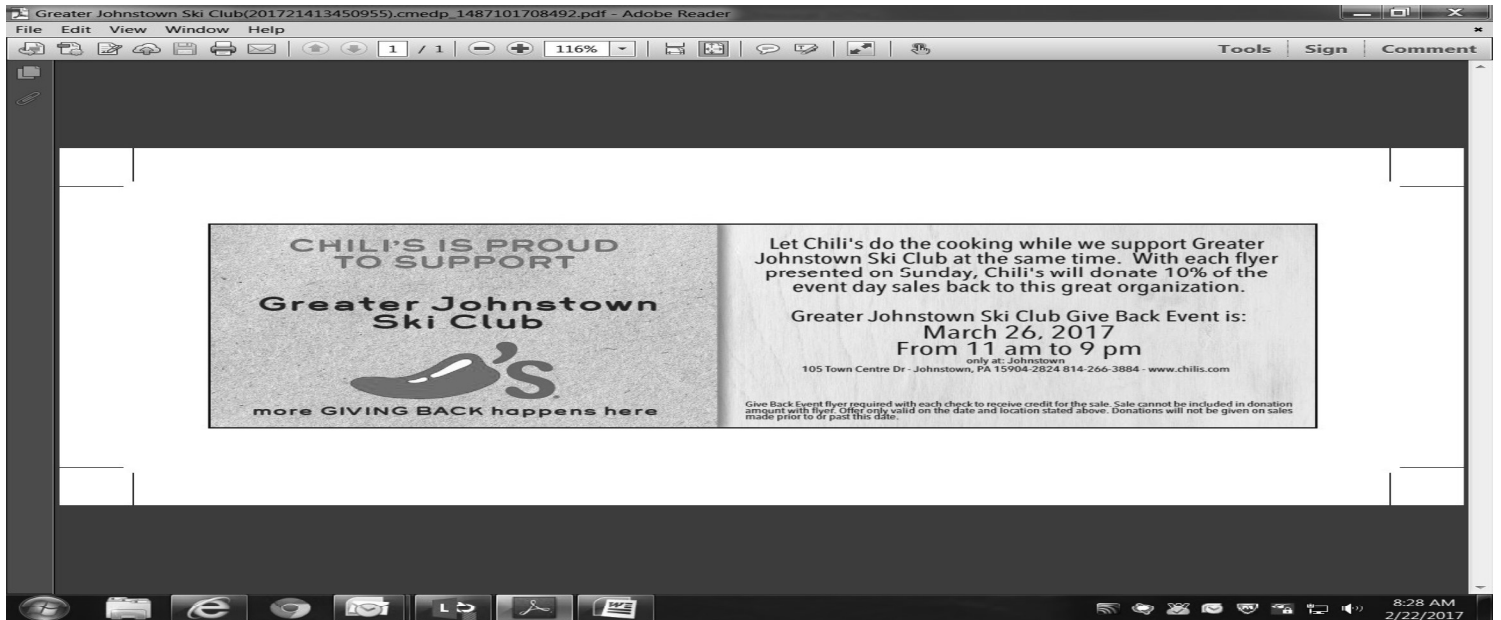 Greater Johnstown Ski Club(201721413450955).cmedp_1487101708492.pdf - Adobe Reader
File Edit View Window Help
1 / 1 116% Tools Sign Comment
CHILI'S IS PROUD
TO SUPPORT
Greater Johnstown
Ski Club
's
more GIVING BACK happens here
Let Chili's do the cooking while we support Greater
Johnstown Ski Club at the same time. With each flyer
presented on Sunday, Chili's will donate 10% of the
event day sales back to this great organization.
Greater Johnstown Ski Club Give Back Event is:
March 26, 2017
From 11 am to 9 pm
only at: Johnstown
105 Town Centre Dr - Johnstown, PA 15904-2824 814-266-3884 - www.chilis.com
Give Back Event flyer required with each check to receive credit for the sale. Sale cannot be included in donation
amount with flyer. Offer only valid on the date and location stated above. Donations will not be given on sales
made prior to or past this date.
8:28 AM
2/22/2017